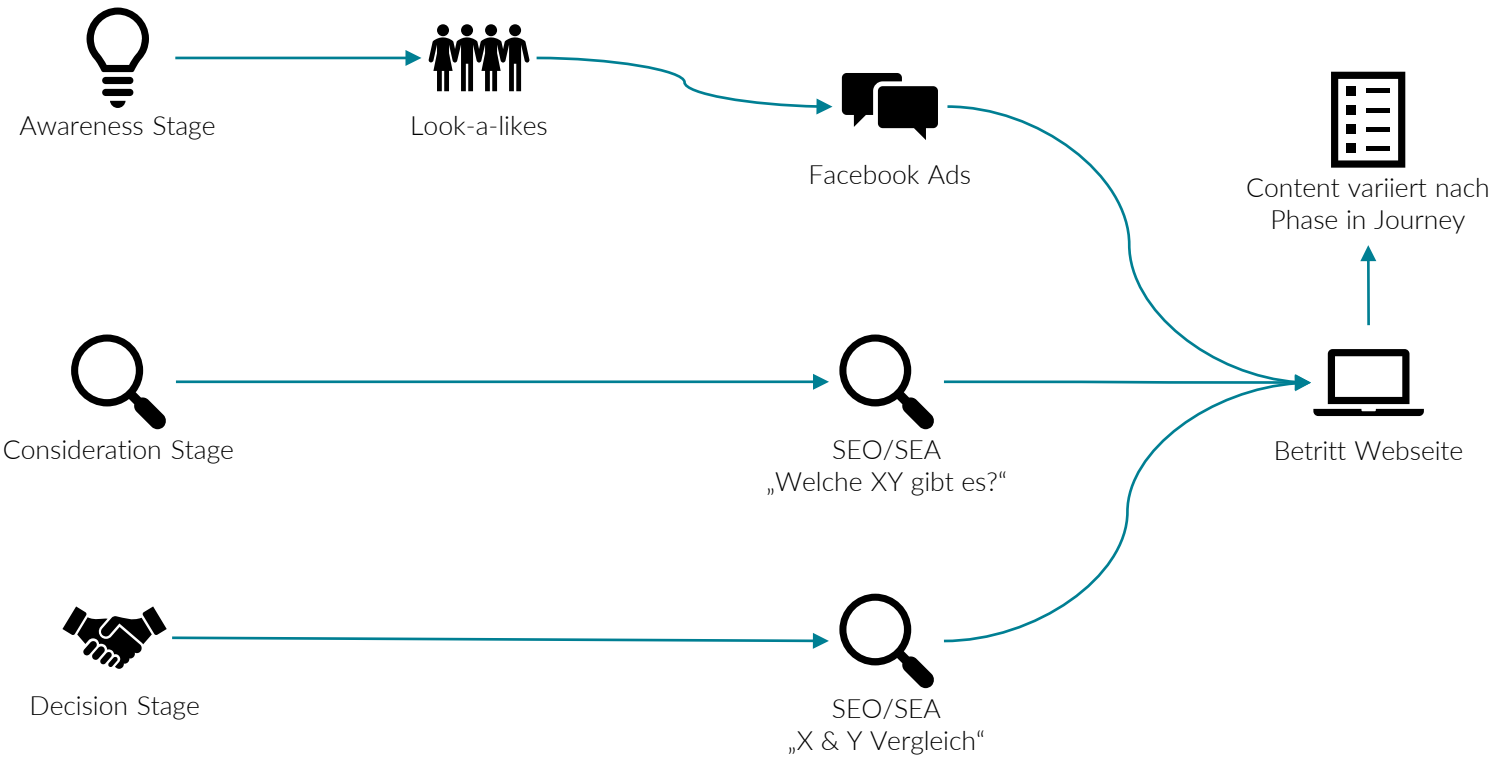 Awareness Stage
Look-a-likes
Facebook Ads
Content variiert nach
Phase in Journey
Consideration Stage
SEO/SEA
„Welche XY gibt es?“
Betritt Webseite
Decision Stage
SEO/SEA
„X & Y Vergleich“